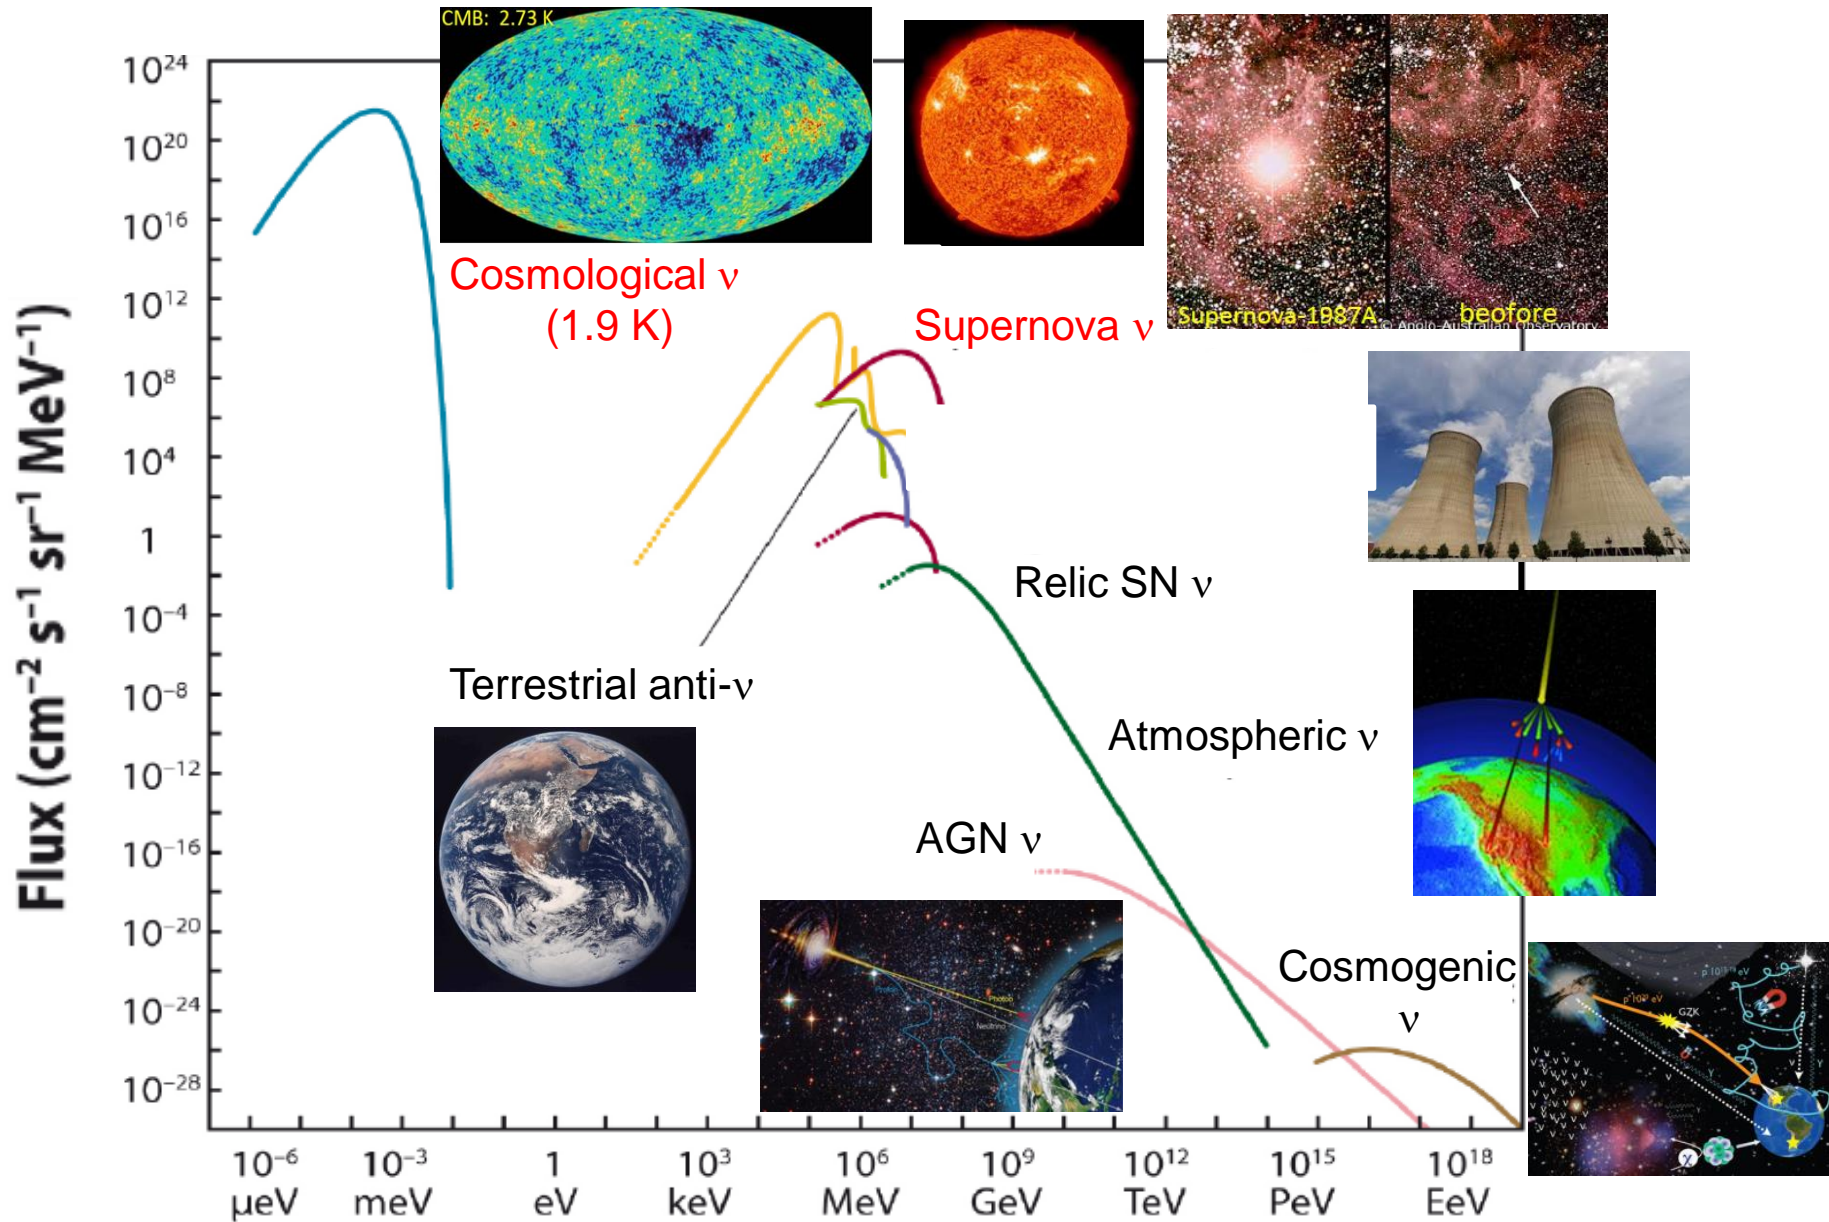 CMB: 2.73 K
Cosmological ν
(1.9 K)
Supernova ν
Supernova-1987A
beofore
© Anglo-Australian Observatory
Relic SN ν
Terrestrial anti-ν
Atmospheric ν
AGN ν
Cosmogenic
ν
Photon
Neutrino
GZK
Flux (cm⁻² s⁻¹ sr⁻¹ MeV⁻¹)
10²⁴
10²⁰
10¹⁶
10¹²
10⁸
10⁴
1
10⁻⁴
10⁻⁸
10⁻¹²
10⁻¹⁶
10⁻²⁰
10⁻²⁴
10⁻²⁸
10⁻⁶ 10⁻³ 1 10³ 10⁶ 10⁹ 10¹² 10¹⁵ 10¹⁸
µeV meV eV keV MeV GeV TeV PeV EeV